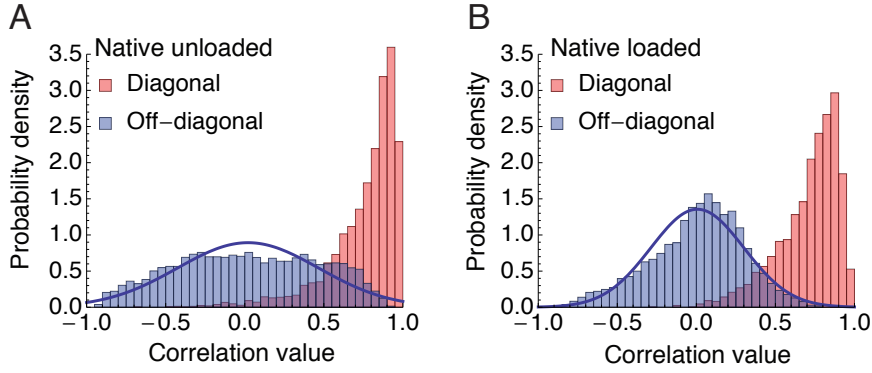 A
Native unloaded
Diagonal
Off-diagonal
Probability density
3.5
3.0
2.5
2.0
1.5
1.0
0.5
0.0
−1.0 −0.5 0.0 0.5 1.0
Correlation value
B
Native loaded
Diagonal
Off-diagonal
Probability density
3.5
3.0
2.5
2.0
1.5
1.0
0.5
0.0
−1.0 −0.5 0.0 0.5 1.0
Correlation value